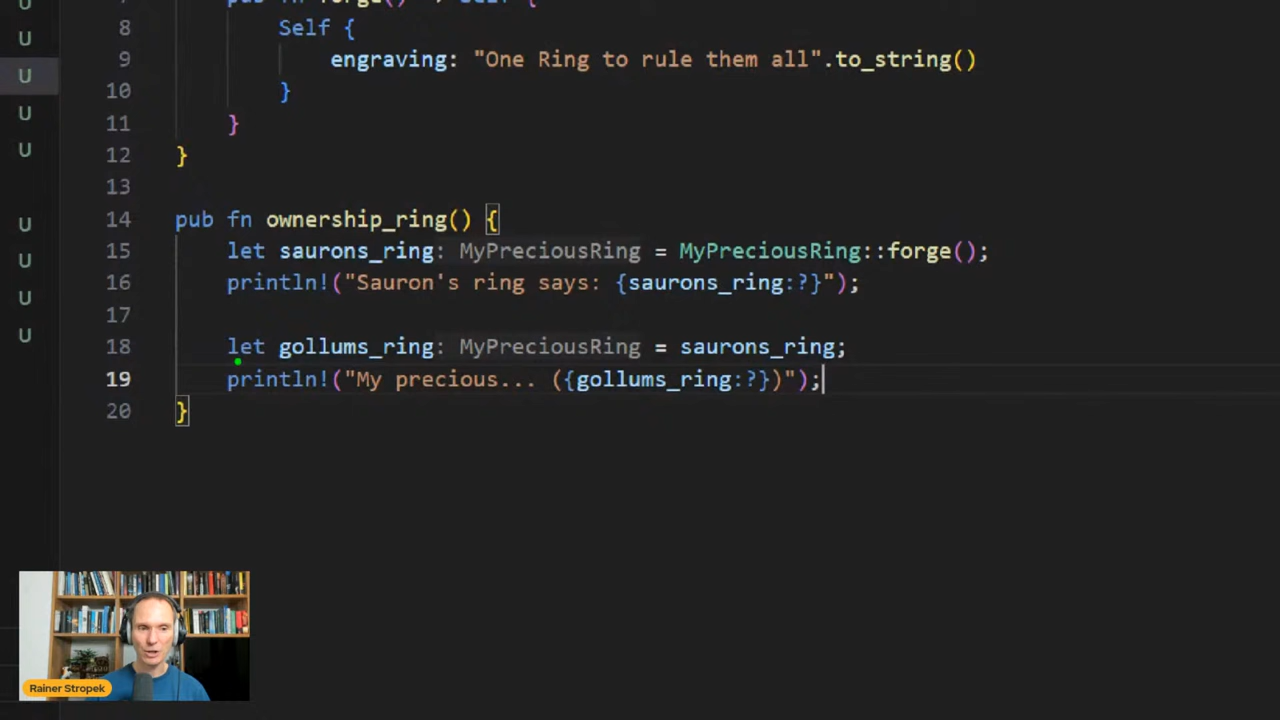 8 Self {
9 engraving: "One Ring to rule them all".to_string()
10 }
11 }
12 }
13
14 pub fn ownership_ring() {
15 let saurons_ring: MyPreciousRing = MyPreciousRing::forge();
16 println!("Sauron's ring says: {saurons_ring:?}");
17
18 let gollums_ring: MyPreciousRing = saurons_ring;
19 println!("My precious... ({gollums_ring:?})");
20 }
U
U
U
U
U
U
U
U
Rainer Stropek